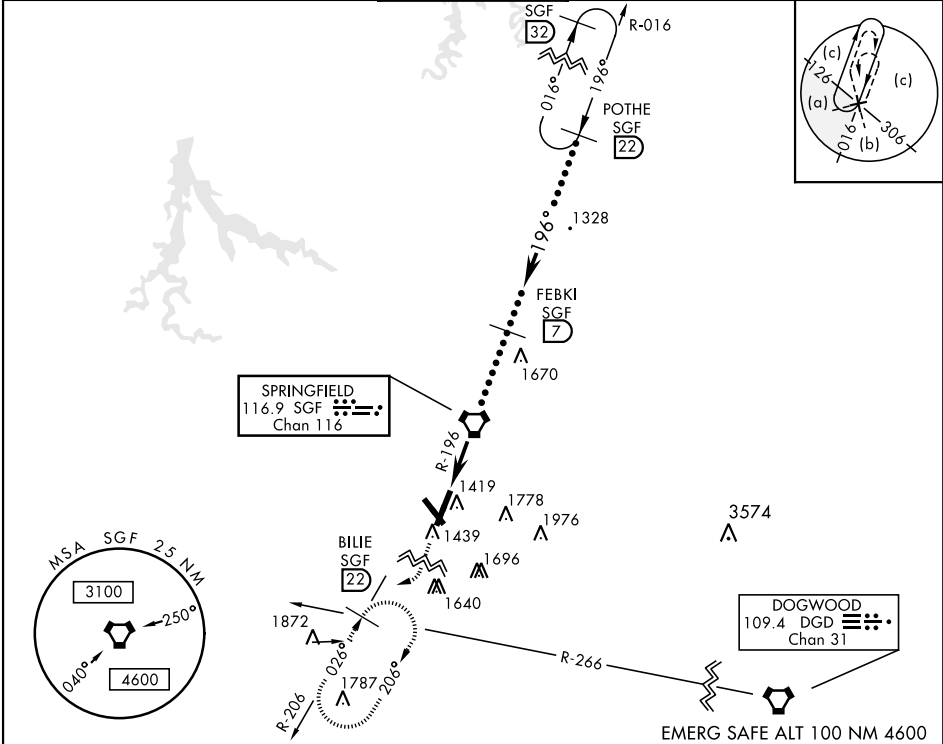 SGF
32
R-016
016°
196°
POTHE
SGF
22
(c)
(c)
126
(a)
016
(b)
306
196°
1328
FEBKI
SGF
7
1670
SPRINGFIELD
116.9 SGF
Chan 116
R-196
1419
1778
1976
3574
1439
1696
1640
BILIE
SGF
22
1872
026°
206°
1787
R-206
R-266
DOGWOOD
109.4 DGD
Chan 31
MSA SGF 25 NM
3100
250°
040°
4600
EMERG SAFE ALT 100 NM 4600